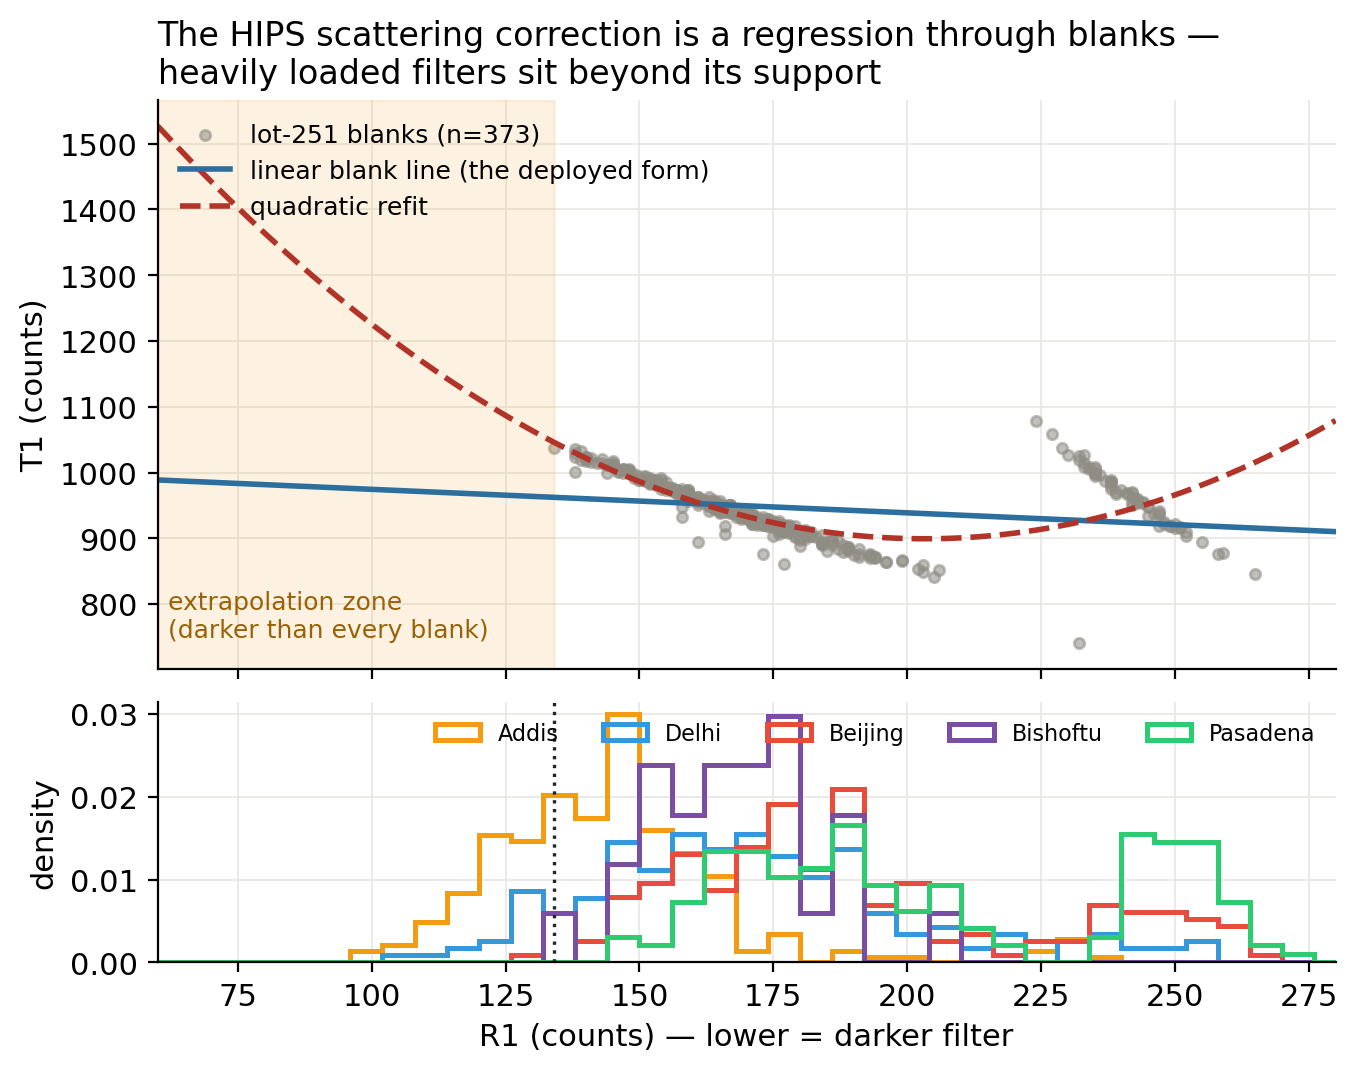 The HIPS scattering correction is a regression through blanks —
heavily loaded filters sit beyond its support
lot-251 blanks (n=373)
linear blank line (the deployed form)
quadratic refit
1500
1400
1300
1200
1100
1000
900
800
T1 (counts)
extrapolation zone
(darker than every blank)
Addis Delhi Beijing Bishoftu Pasadena
0.03
0.02
0.01
0.00
density
75 100 125 150 175 200 225 250 275
R1 (counts) — lower = darker filter